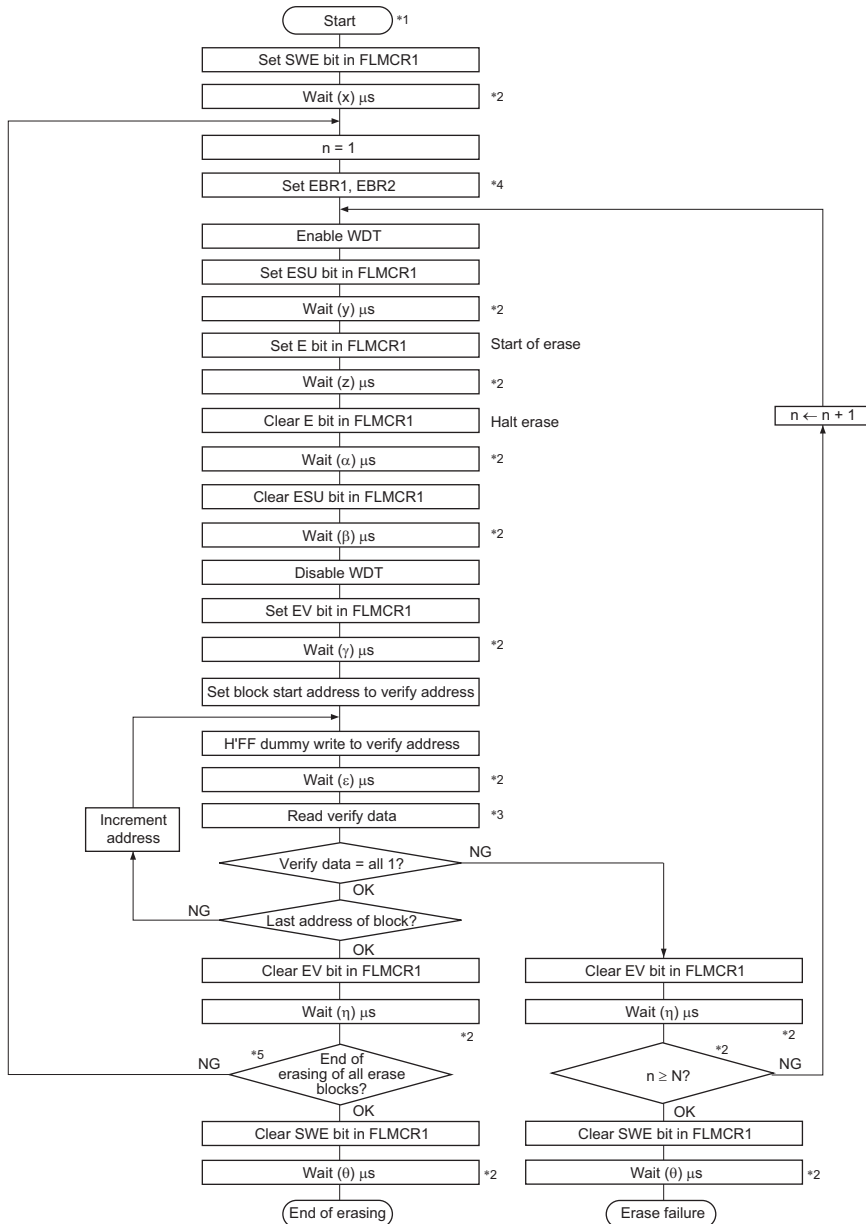 Start *1
Set SWE bit in FLMCR1
Wait (x) μs *2
n = 1
Set EBR1, EBR2 *4
Enable WDT
Set ESU bit in FLMCR1
Wait (y) μs *2
Set E bit in FLMCR1 Start of erase
Wait (z) μs *2
Clear E bit in FLMCR1 Halt erase
n ← n + 1
Wait (α) μs *2
Clear ESU bit in FLMCR1
Wait (β) μs *2
Disable WDT
Set EV bit in FLMCR1
Wait (γ) μs *2
Set block start address to verify address
H'FF dummy write to verify address
Wait (ε) μs *2
Increment
address
Read verify data *3
Verify data = all 1? NG
OK
NG Last address of block?
OK
Clear EV bit in FLMCR1
Wait (η) μs
*2
NG *5
End of
erasing of all erase
blocks?
OK
Clear SWE bit in FLMCR1
Wait (θ) μs *2
End of erasing
Clear EV bit in FLMCR1
Wait (η) μs
*2
*2
n ≥ N? NG
OK
Clear SWE bit in FLMCR1
Wait (θ) μs *2
Erase failure